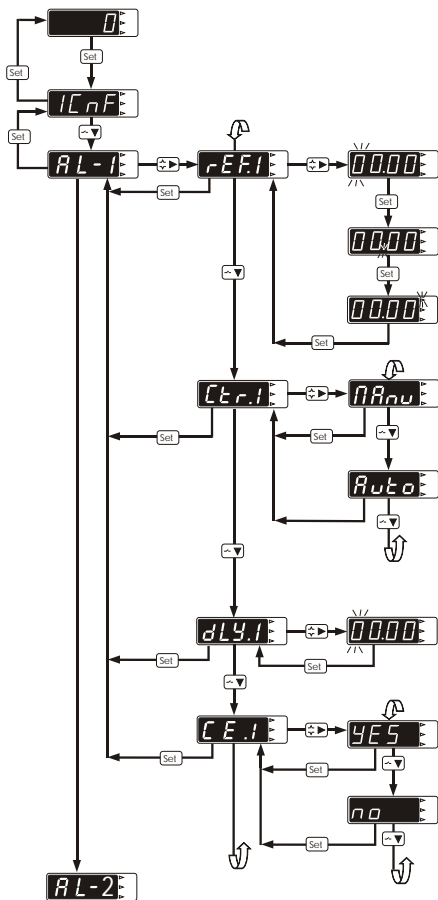 0
Set
Set
1CnF
Set
AL-1
rEF.1
00.00
Set
Set
00.00
Set
00.00
Set
Ctr.1
MAnu
Set
Set
Auto
dLY.1
00.00
Set
Set
CE.1
YES
Set
Set
no
Set
AL-2